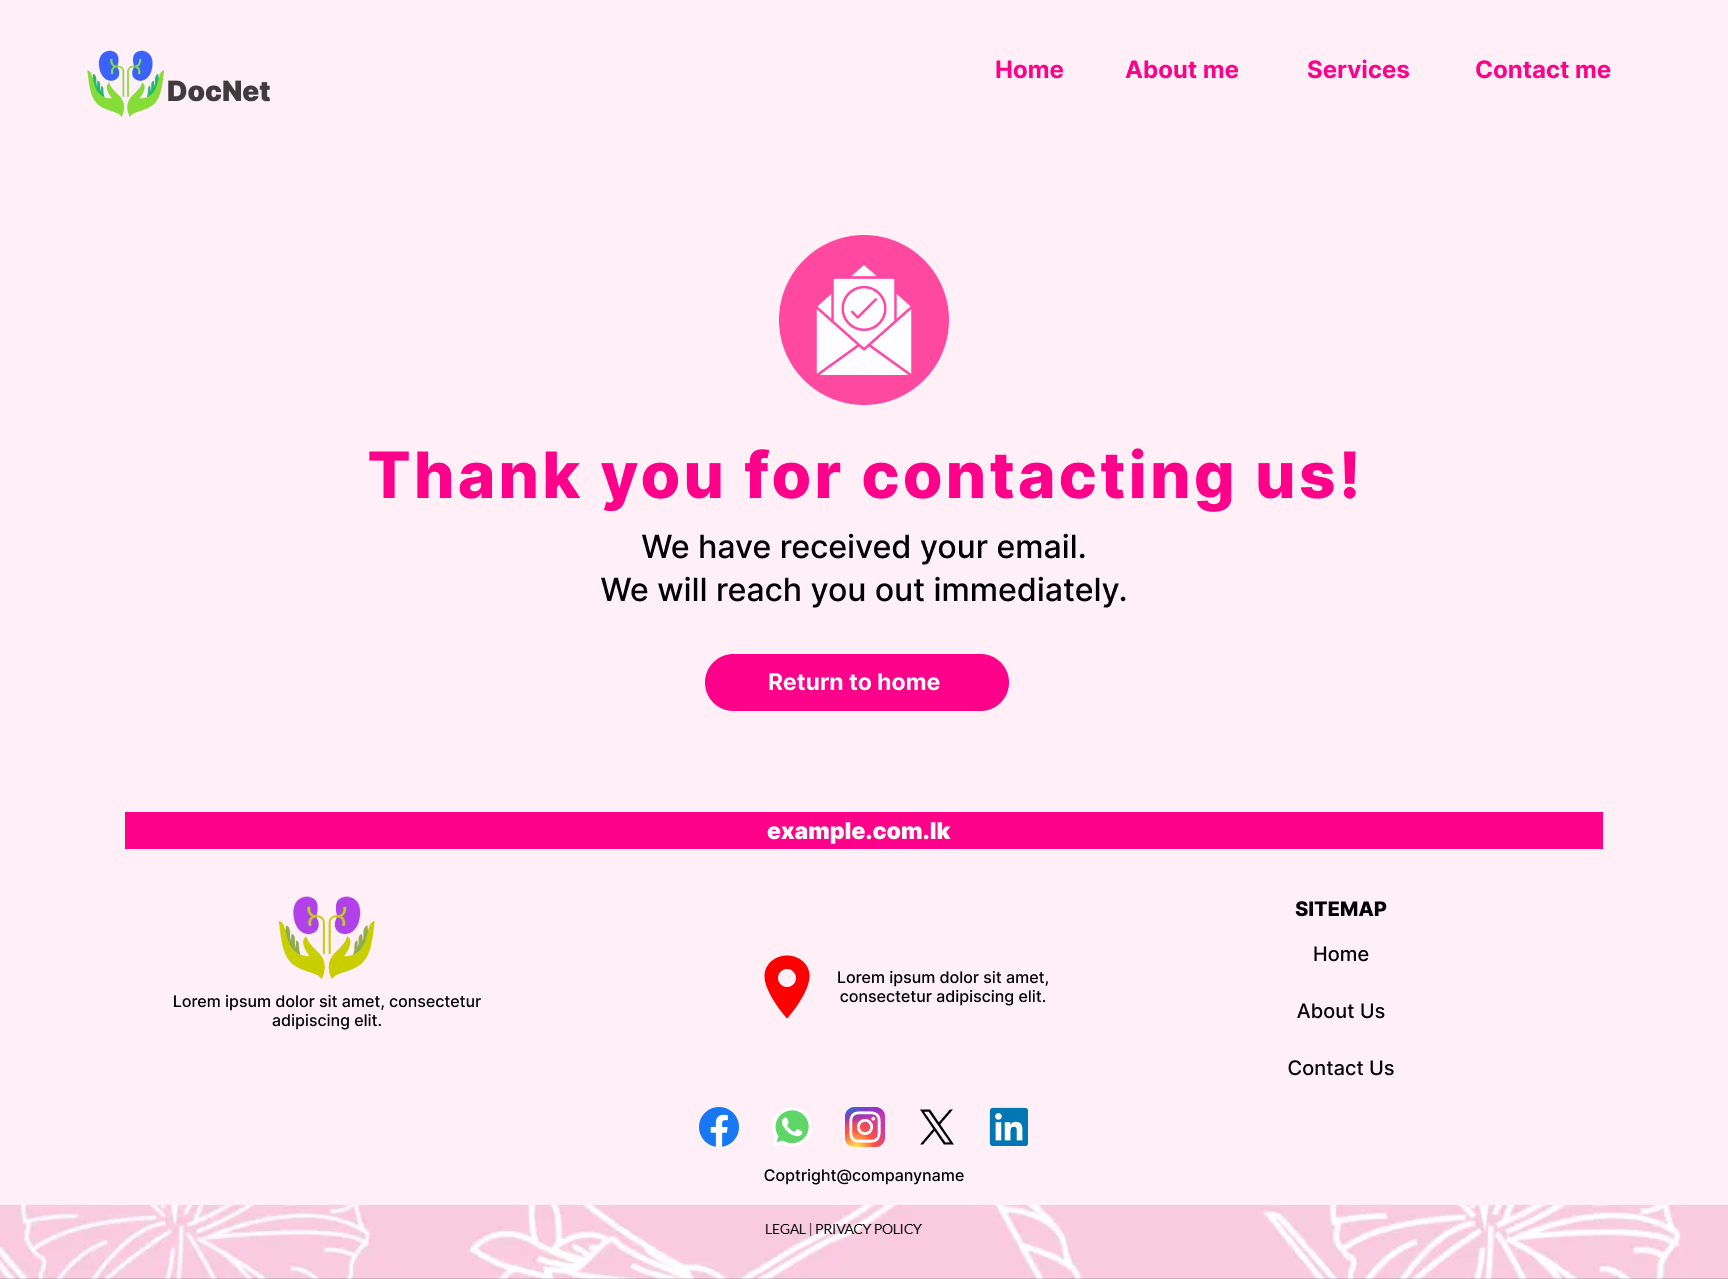 DocNet
Home
About me
Services
Contact me
Thank you for contacting us!
We have received your email.
We will reach you out immediately.
Return to home
example.com.lk
Lorem ipsum dolor sit amet, consectetur
adipiscing elit.
Lorem ipsum dolor sit amet,
consectetur adipiscing elit.
SITEMAP
Home
About Us
Contact Us
Coptright@companyname
LEGAL | PRIVACY POLICY